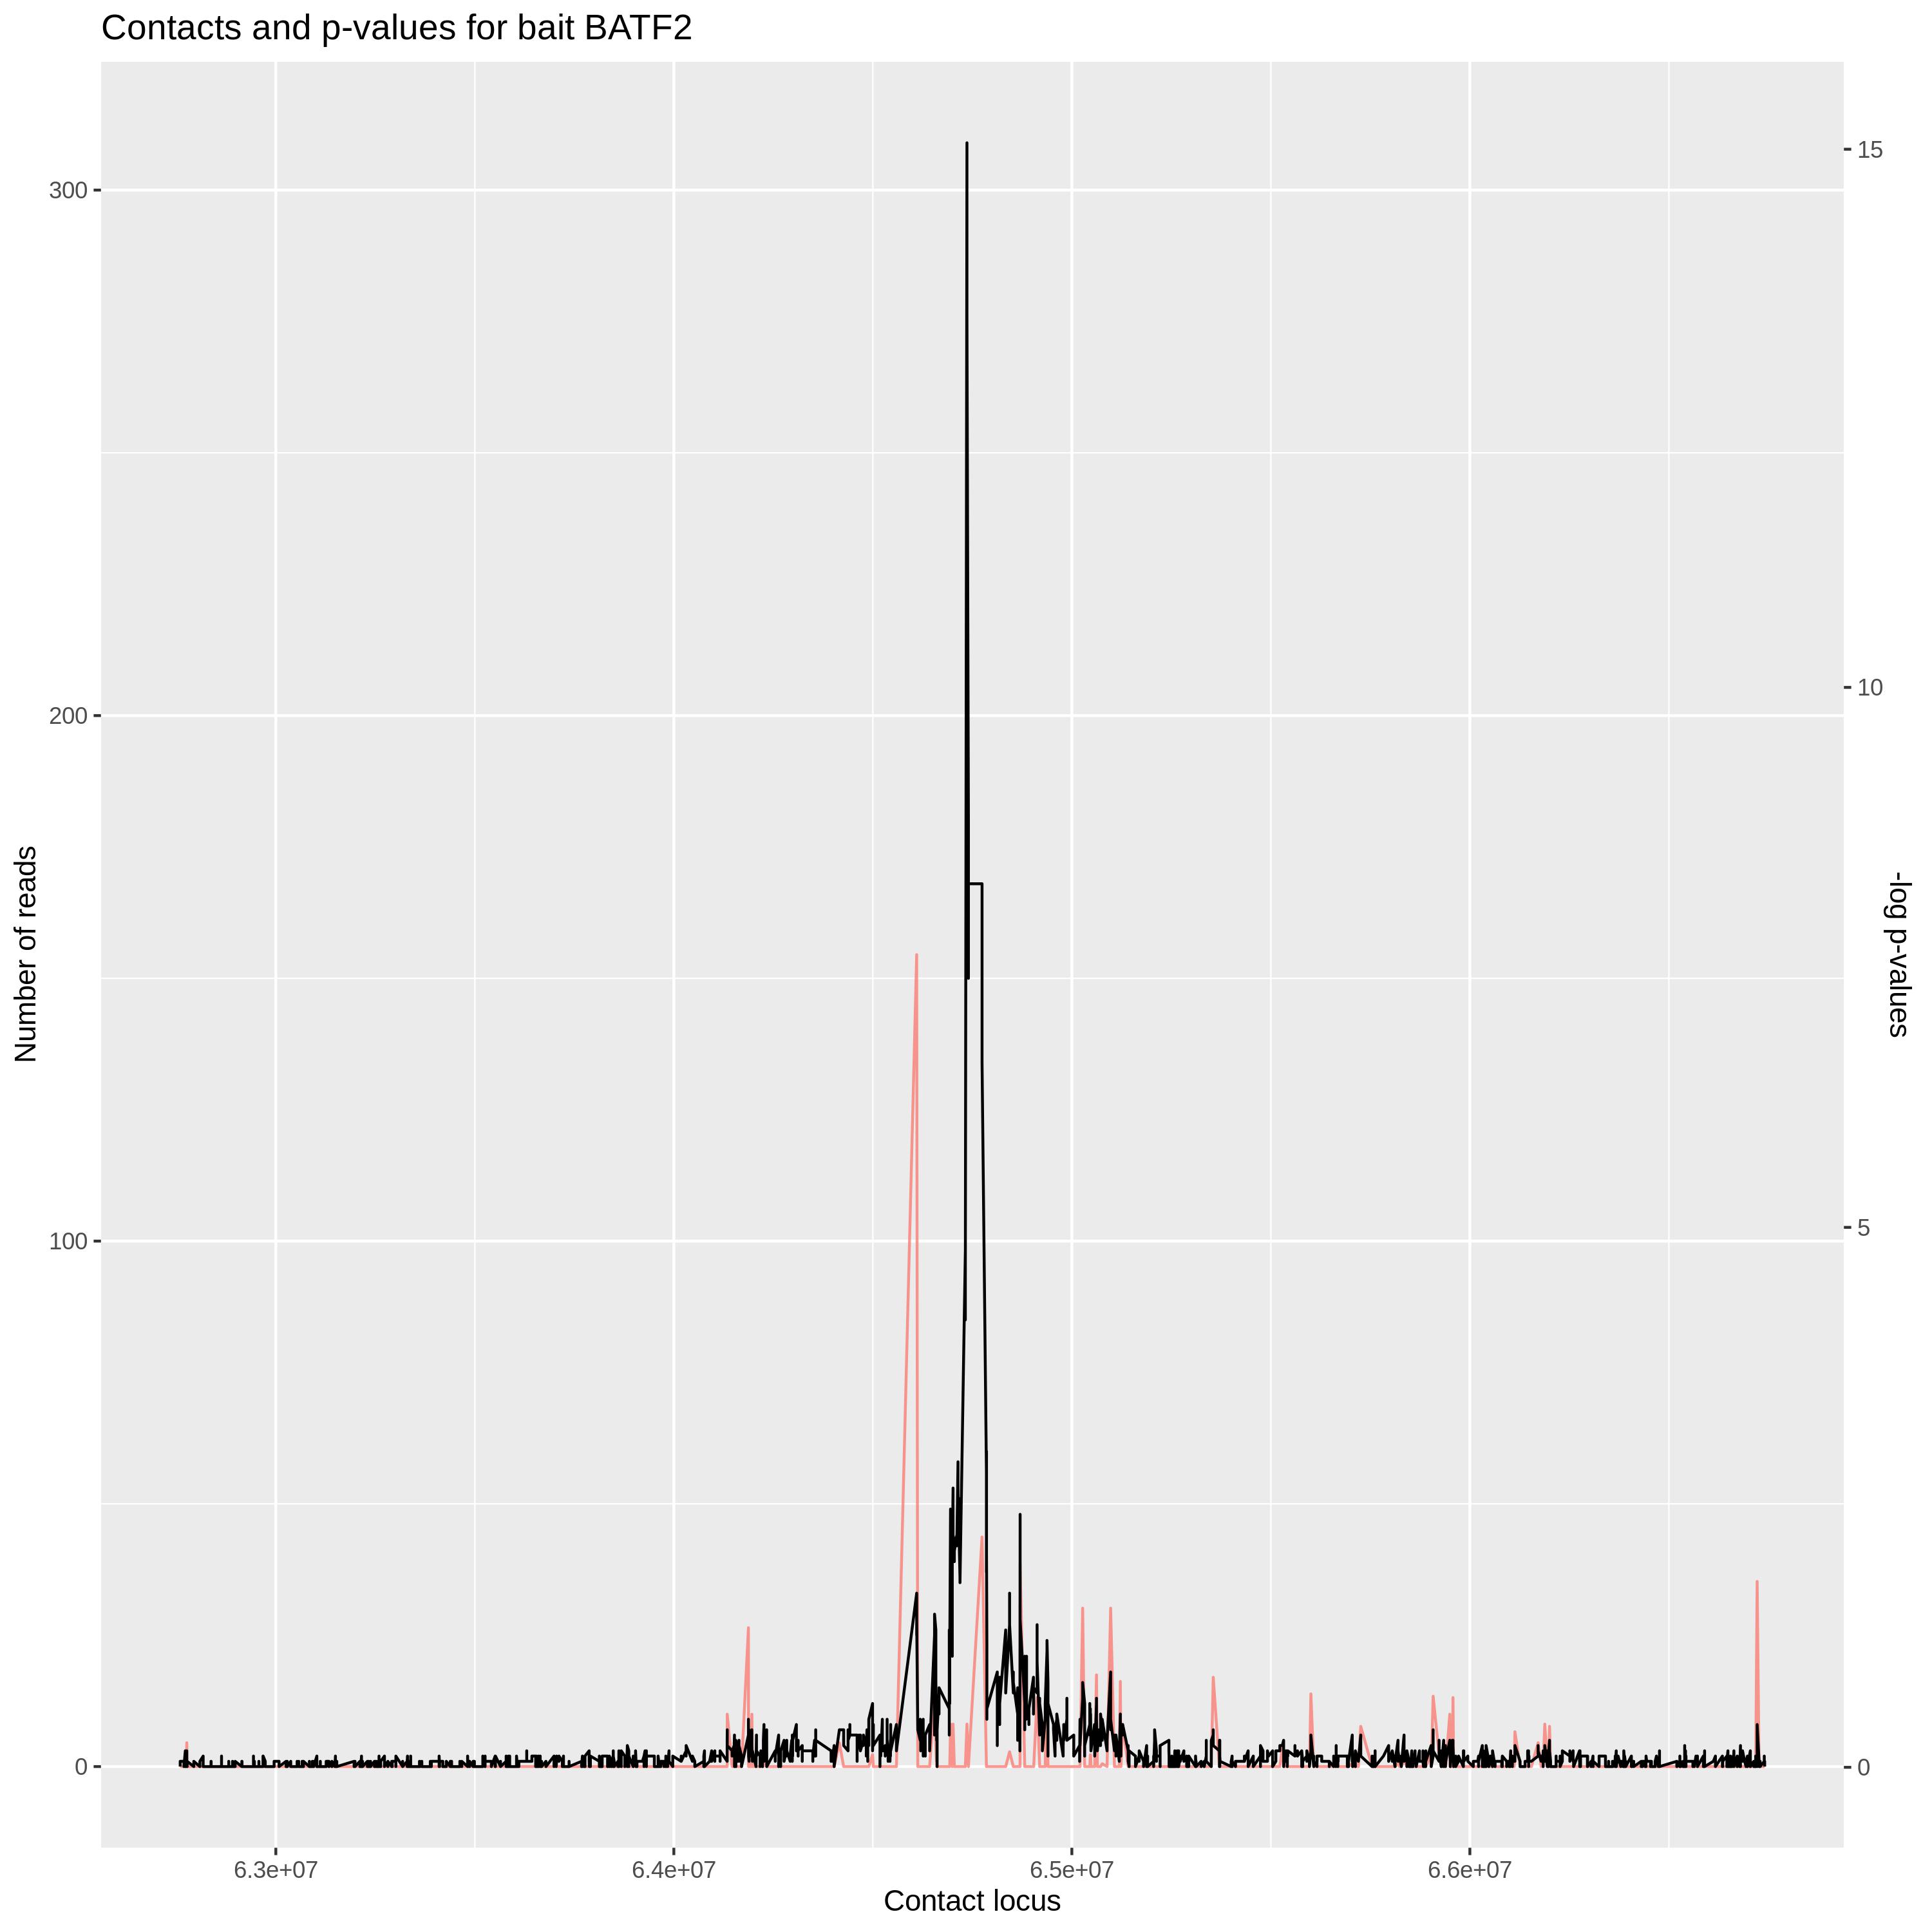 Contacts and p-values for bait BATF2
300
200
100
0
Number of reads
15
10
5
0
-log p-values
6.3e+07
6.4e+07
6.5e+07
6.6e+07
Contact locus